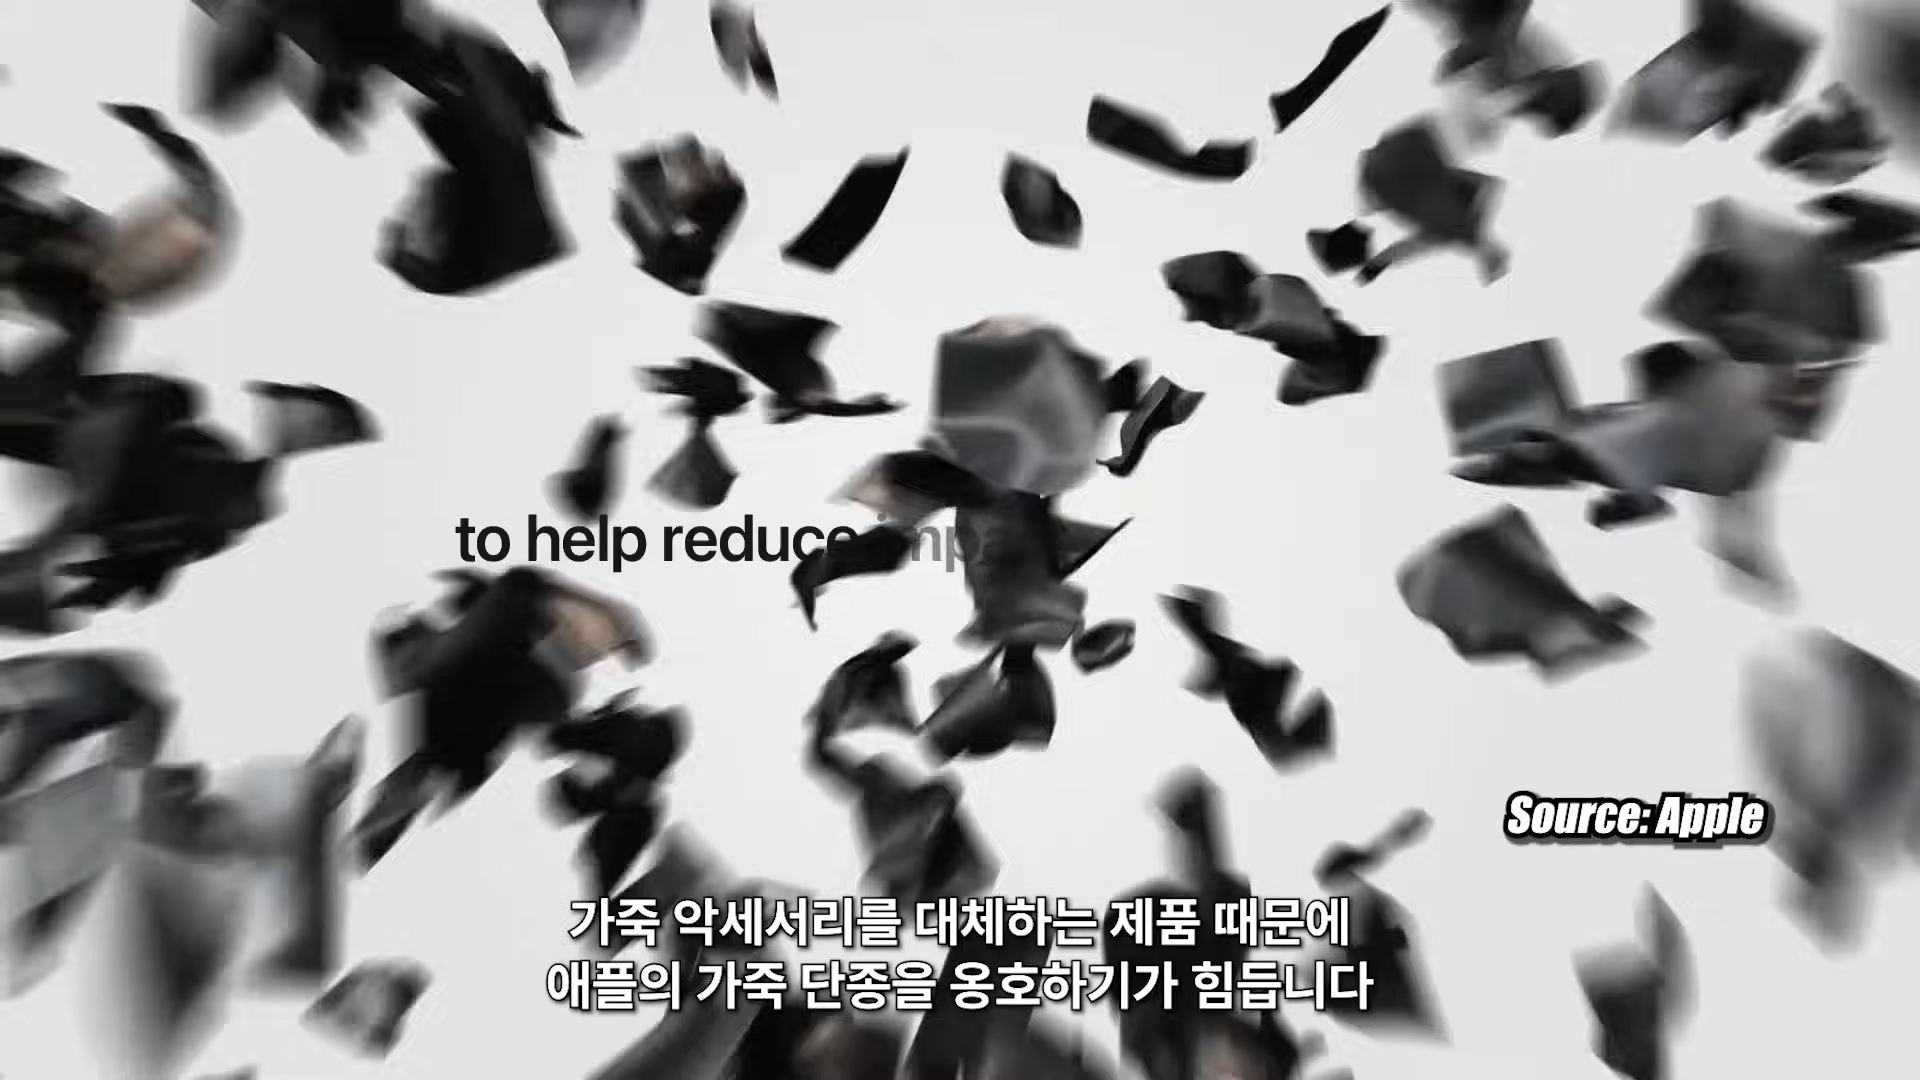 to help reduce
Source: Apple
가죽 악세서리를 대체하는 제품 때문에
애플의 가죽 단종을 옹호하기가 힘듭니다